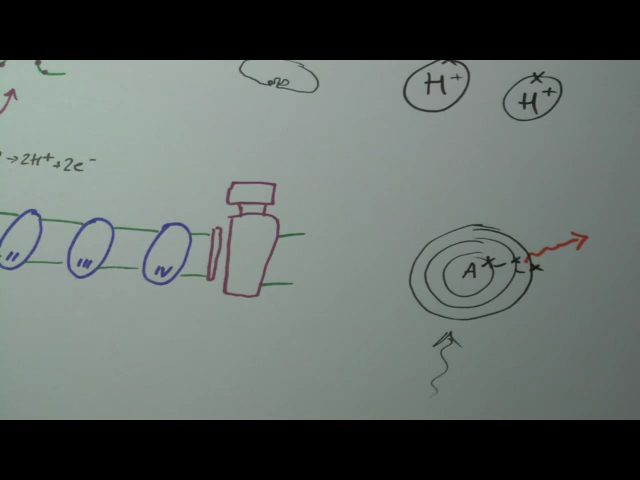 H+
H+
→ 2H+ + 2e-
II
III
IV
A